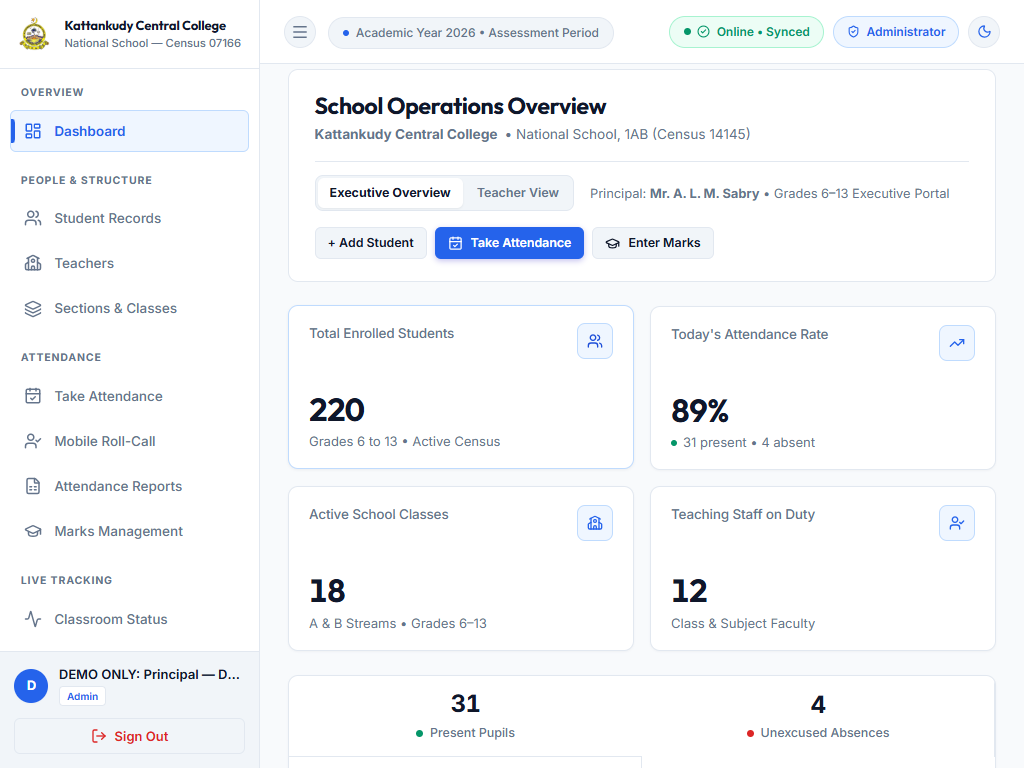 Kattankudy Central College
National School — Census 07166
Academic Year 2026 • Assessment Period
Online • Synced
Administrator
OVERVIEW
Dashboard
PEOPLE & STRUCTURE
Student Records
Teachers
Sections & Classes
ATTENDANCE
Take Attendance
Mobile Roll-Call
Attendance Reports
Marks Management
LIVE TRACKING
Classroom Status
D
DEMO ONLY: Principal — D...
Admin
Sign Out
School Operations Overview
Kattankudy Central College • National School, 1AB (Census 14145)
Executive Overview
Teacher View
Principal: Mr. A. L. M. Sabry • Grades 6–13 Executive Portal
+ Add Student
Take Attendance
Enter Marks
Total Enrolled Students
220
Grades 6 to 13 • Active Census
Today's Attendance Rate
89%
31 present • 4 absent
Active School Classes
18
A & B Streams • Grades 6–13
Teaching Staff on Duty
12
Class & Subject Faculty
31
Present Pupils
4
Unexcused Absences